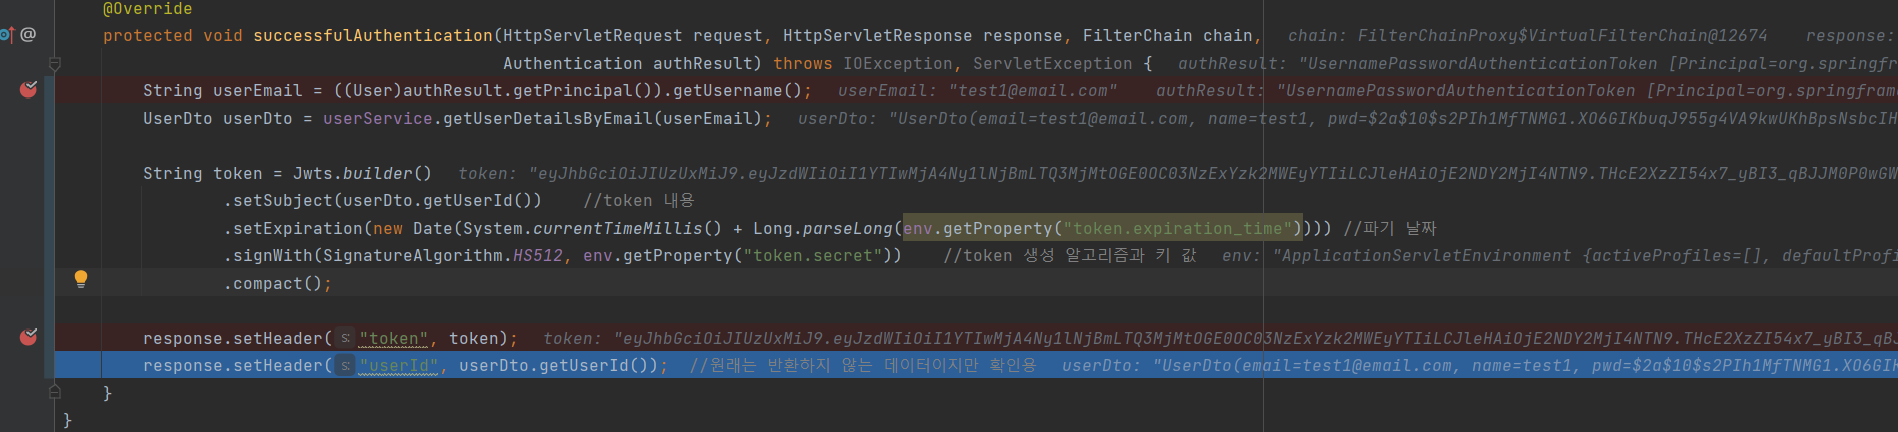 @Override
protected void successfulAuthentication(HttpServletRequest request, HttpServletResponse response, FilterChain chain, chain: FilterChainProxy$VirtualFilterChain@12674 response:
Authentication authResult) throws IOException, ServletException { authResult: "UsernamePasswordAuthenticationToken [Principal=org.springfr
String userEmail = ((User)authResult.getPrincipal()).getUsername(); userEmail: "test1@email.com" authResult: "UsernamePasswordAuthenticationToken [Principal=org.springframe
UserDto userDto = userService.getUserDetailsByEmail(userEmail); userDto: "UserDto(email=test1@email.com, name=test1, pwd=$2a$10$s2PIh1MfTNMG1.XO6GIKbuqJ955g4VA9kwUKhBpsNsbcIH
String token = Jwts.builder() token: "eyJhbGciOiJIUzUxMiJ9.eyJzdWIiOiI1YTIwMjA4Ny1lNjBmLTQ3MjMtOGE0OC03NzExYzk2MWEyYTIiLCJleHAiOjE2NDY2MjI4NTN9.THcE2XzZI54x7_yBI3_qBJJM0P0wGW
.setSubject(userDto.getUserId()) //token 내용
.setExpiration(new Date(System.currentTimeMillis() + Long.parseLong(env.getProperty("token.expiration_time")))) //파기 날짜
.signWith(SignatureAlgorithm.HS512, env.getProperty("token.secret")) //token 생성 알고리즘과 키 값 env: "ApplicationServletEnvironment {activeProfiles=[], defaultProfi
.compact();
response.setHeader( s: "token", token); token: "eyJhbGciOiJIUzUxMiJ9.eyJzdWIiOiI1YTIwMjA4Ny1lNjBmLTQ3MjMtOGE0OC03NzExYzk2MWEyYTIiLCJleHAiOjE2NDY2MjI4NTN9.THcE2XzZI54x7_yBI3_qBJ
response.setHeader( s: "userId", userDto.getUserId()); //원래는 반환하지 않는 데이터이지만 확인용 userDto: "UserDto(email=test1@email.com, name=test1, pwd=$2a$10$s2PIh1MfTNMG1.XO6GIK
}
}